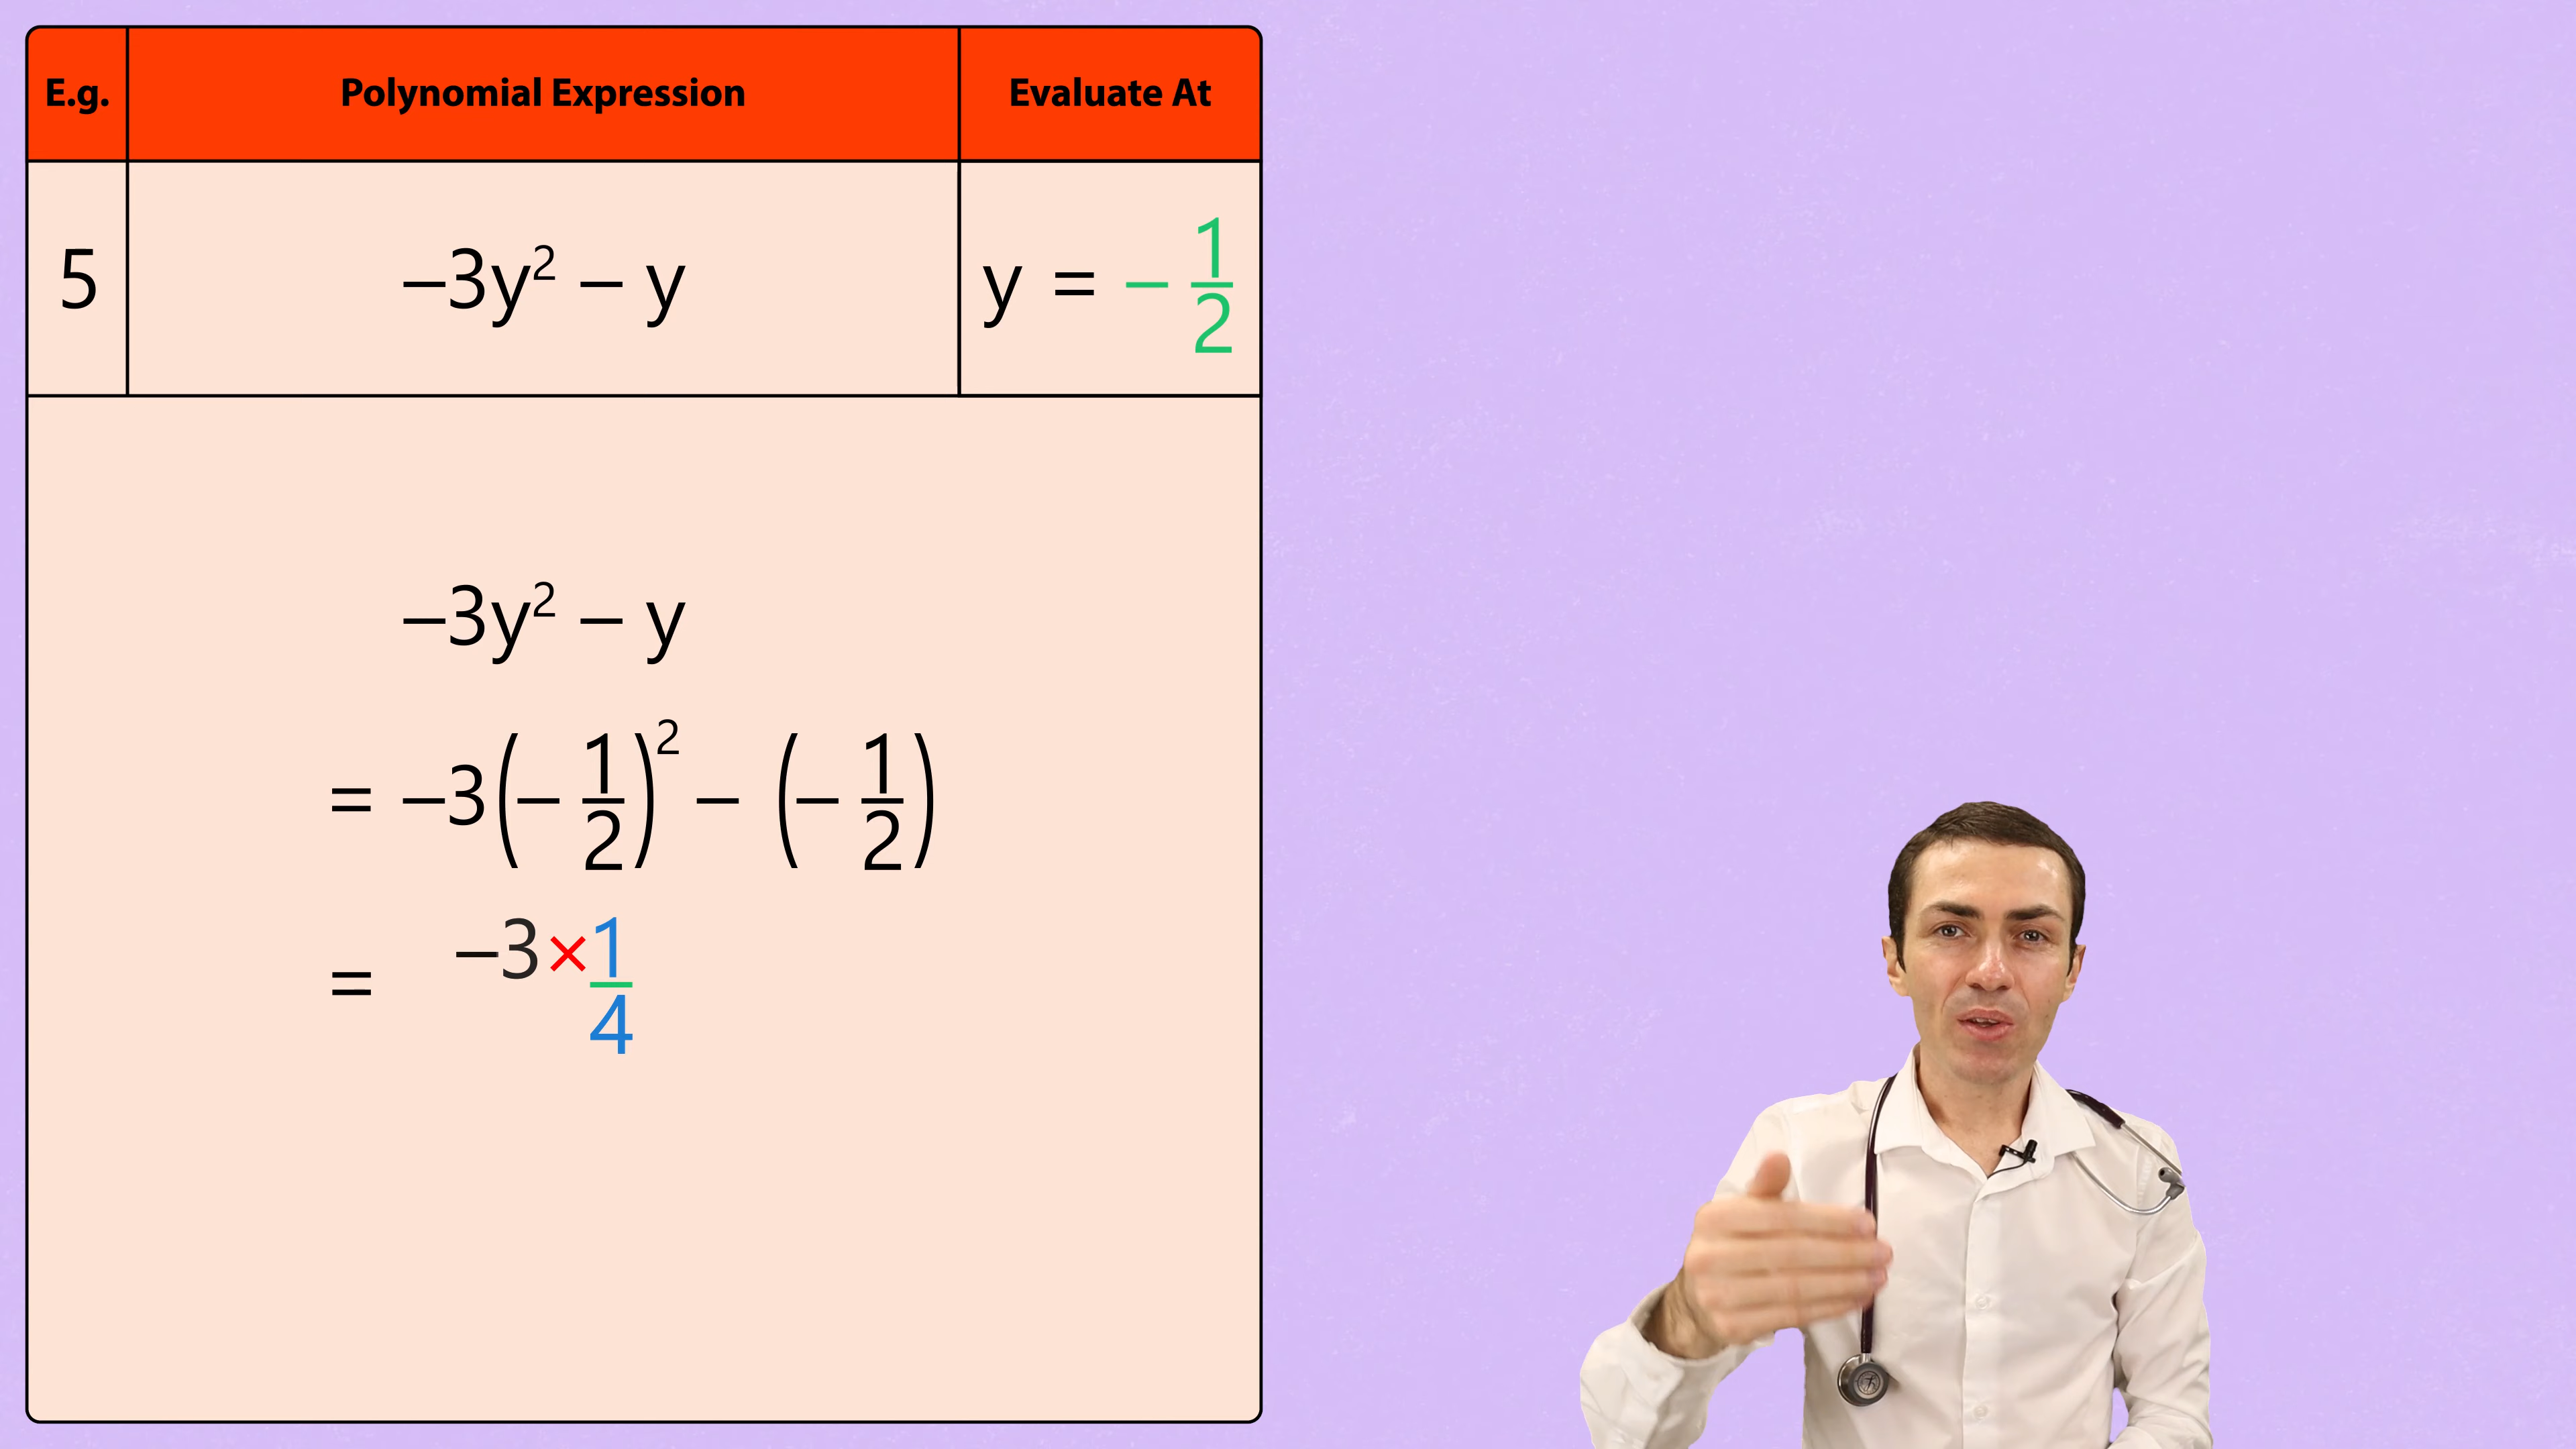 E.g. Polynomial Expression Evaluate At
5 –3y² – y y = – 1/2
–3y² – y
= –3(– 1/2)² – (– 1/2)
= –3×1/4